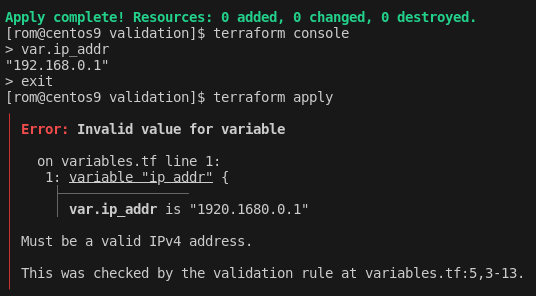 Apply complete! Resources: 0 added, 0 changed, 0 destroyed.
[rom@centos9 validation]$ terraform console
> var.ip_addr
"192.168.0.1"
> exit
[rom@centos9 validation]$ terraform apply
Error: Invalid value for variable
on variables.tf line 1:
1: variable "ip_addr" {
var.ip_addr is "1920.1680.0.1"
Must be a valid IPv4 address.
This was checked by the validation rule at variables.tf:5,3-13.